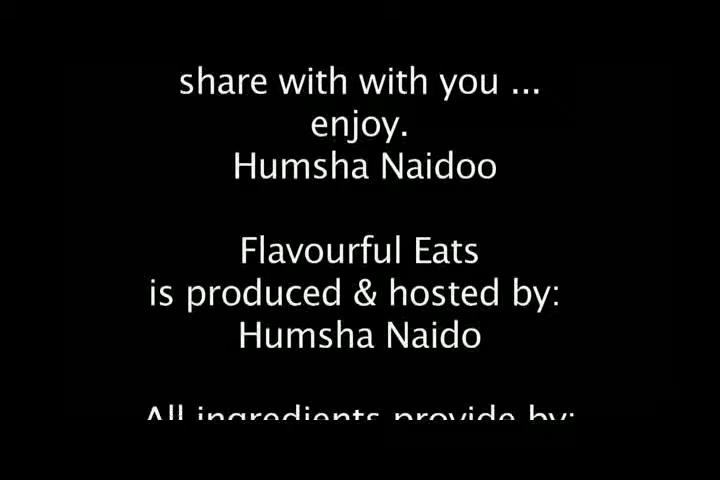 share with with you ...
enjoy.
Humsha Naidoo
Flavourful Eats
is produced & hosted by:
Humsha Naido
All ingredients provide by: